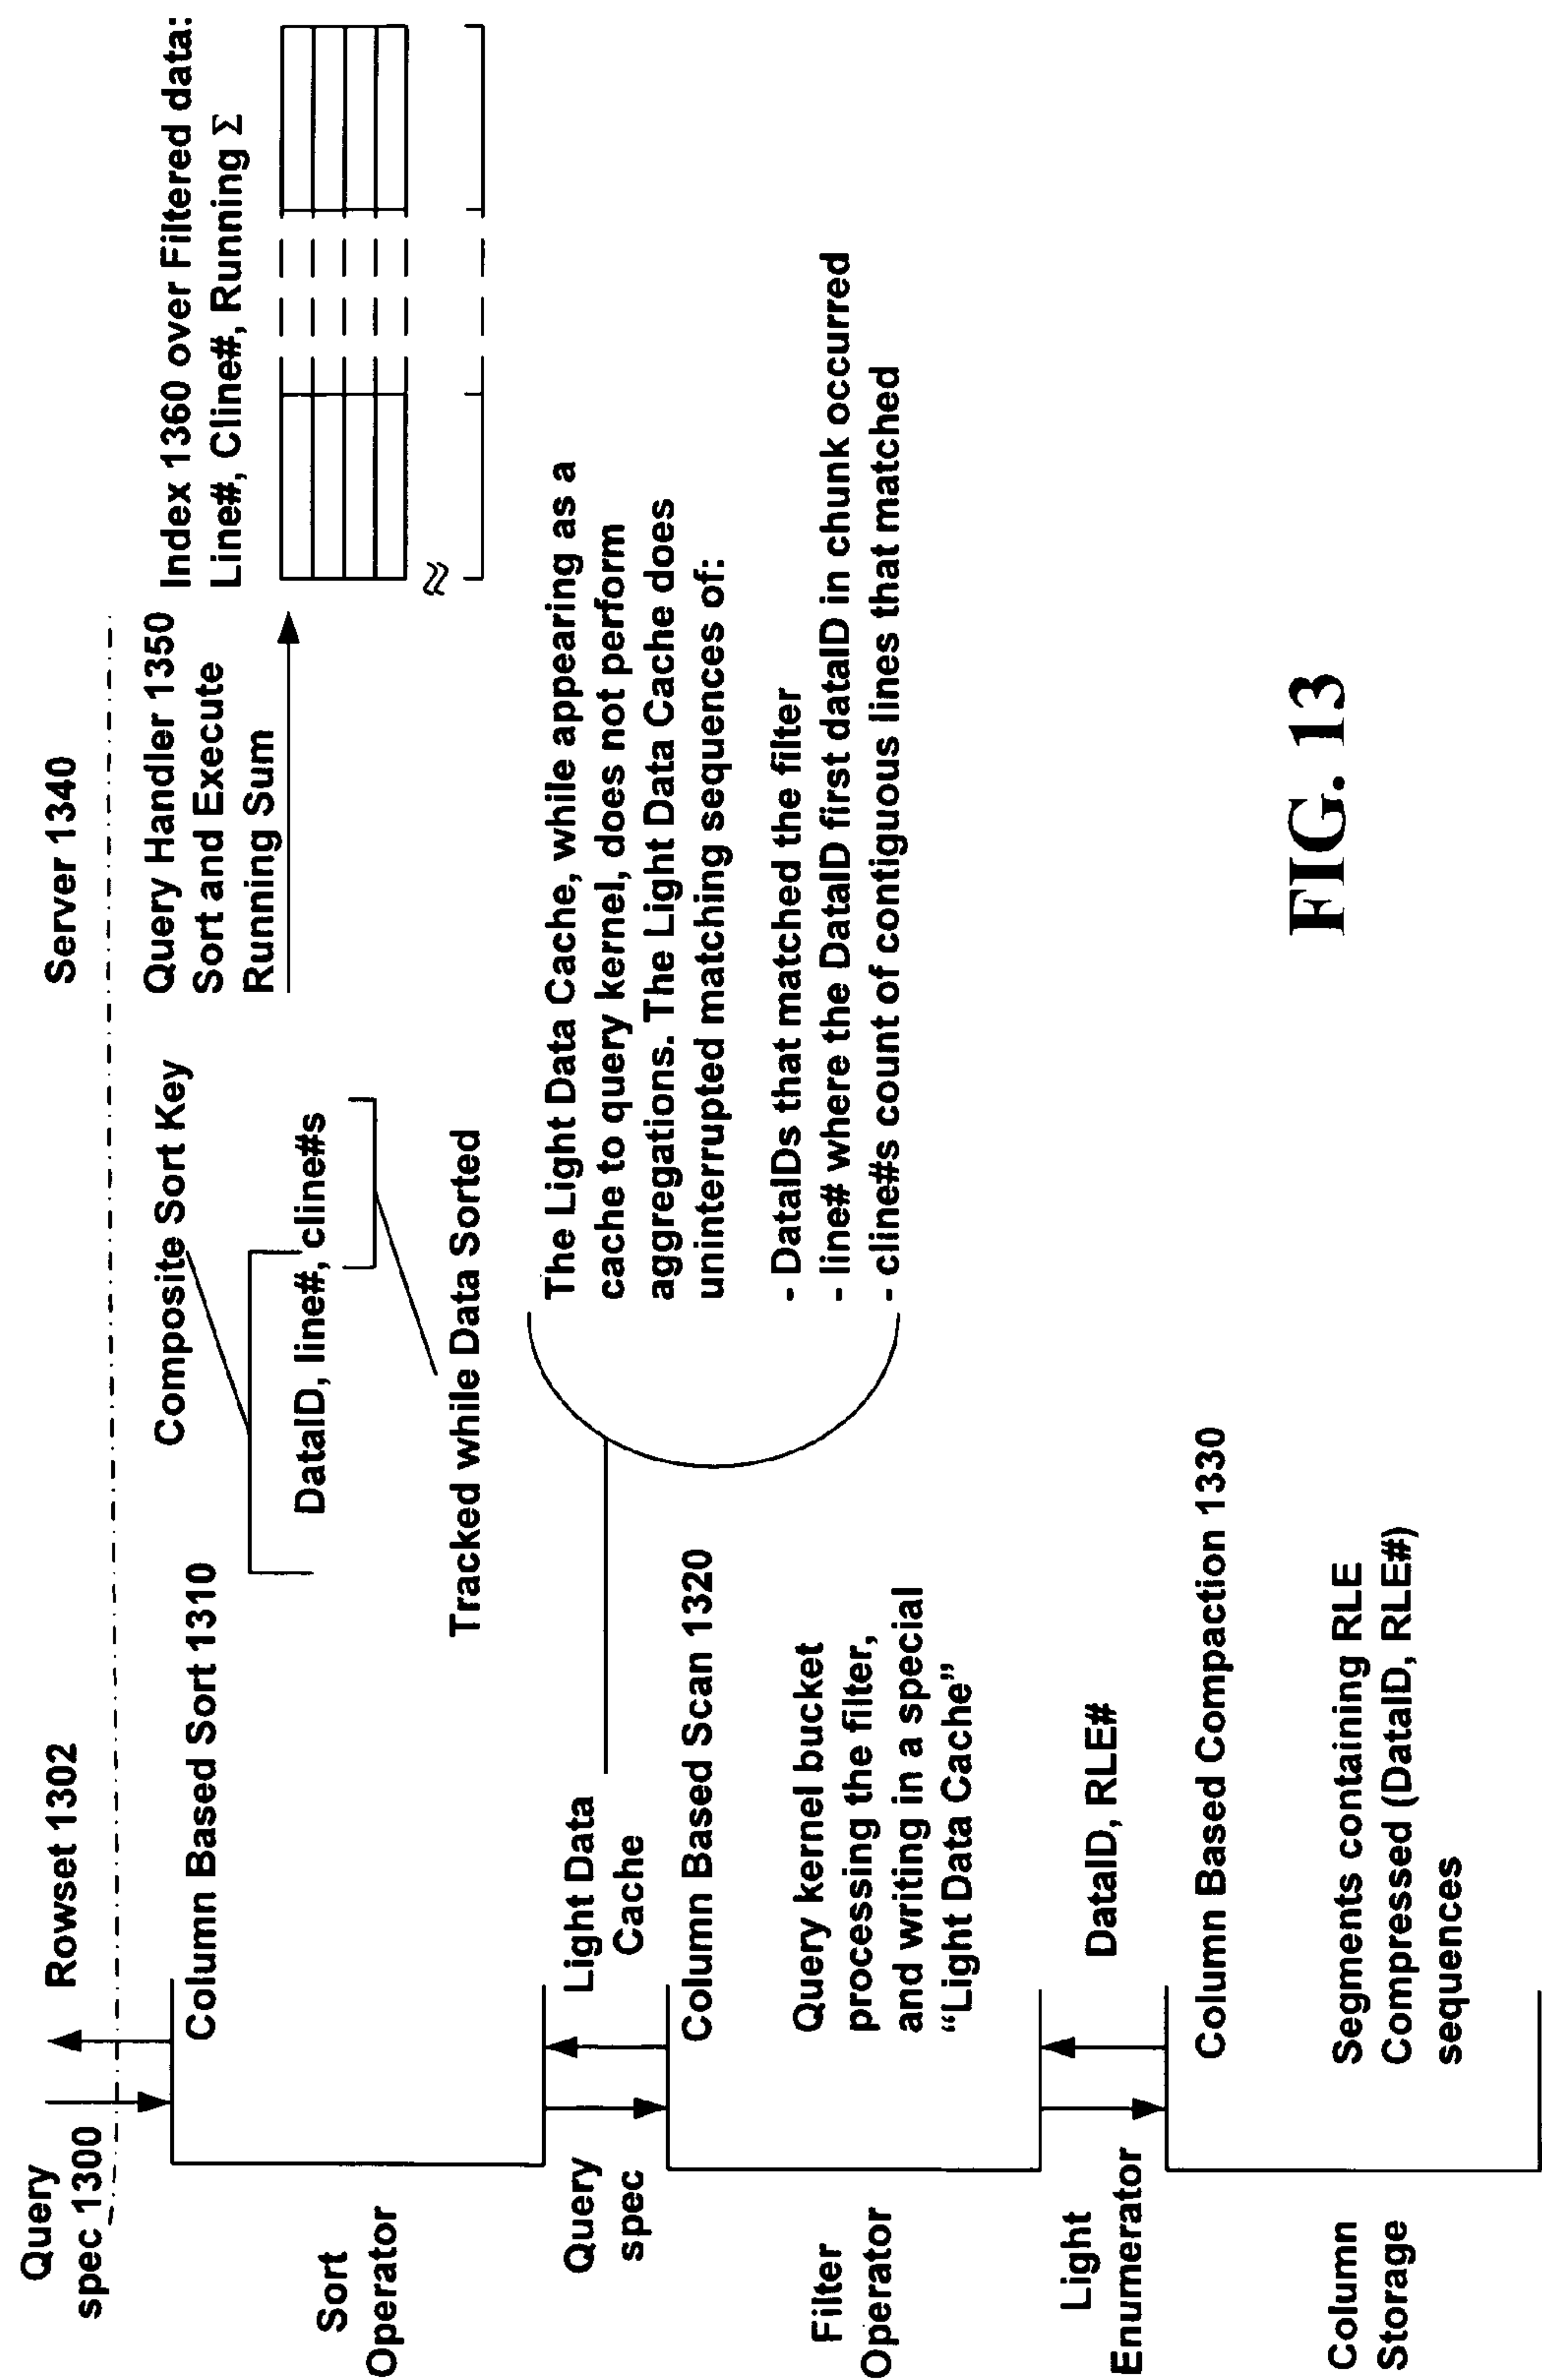 Query
spec 1300
Rowset 1302
Server 1340
Sort
Operator
Column Based Sort 1310
Composite Sort Key
DataID, line#, cline#s
Tracked while Data Sorted
Query Handler 1350
Sort and Execute
Running Sum
Index 1360 over Filtered data:
Line#, Cline#, Running Σ
≈
Query
spec
Light Data
Cache
The Light Data Cache, while appearing as a
cache to query kernel, does not perform
aggregations. The Light Data Cache does
uninterrupted matching sequences of:
- DataIDs that matched the filter
- line# where the DataID first dataID in chunk occurred
- cline#s count of contiguous lines that matched
Filter
Operator
Column Based Scan 1320
Query kernel bucket
processing the filter,
and writing in a special
“Light Data Cache”
Light
Enumerator
DataID, RLE#
Column
Storage
Column Based Compaction 1330
Segments containing RLE
Compressed (DataID, RLE#)
sequences
FIG. 13